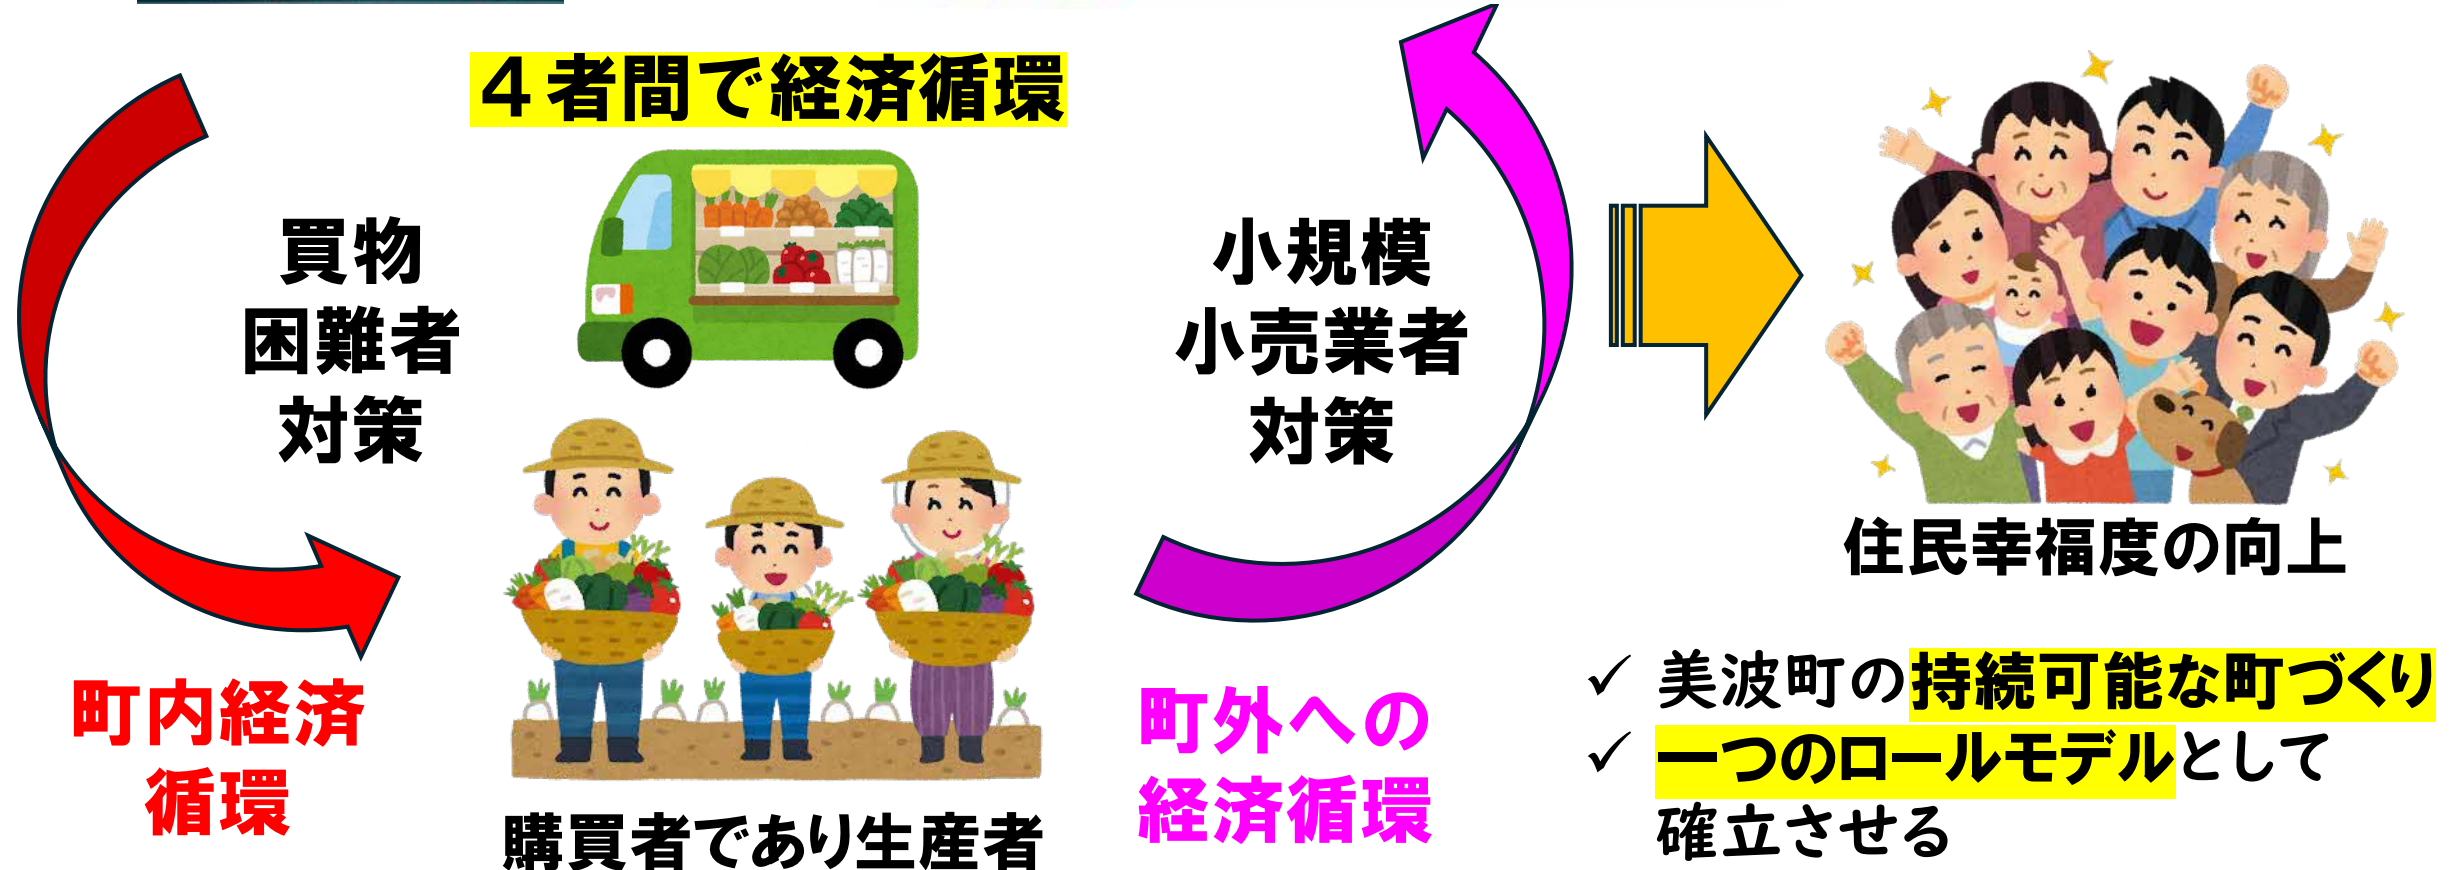 ４者間で経済循環
買物
困難者
対策
小規模
小売業者
対策
町内経済
循環
購買者であり生産者
町外への
経済循環
住民幸福度の向上
✓ 美波町の持続可能な町づくり
✓ 一つのロールモデルとして
確立させる